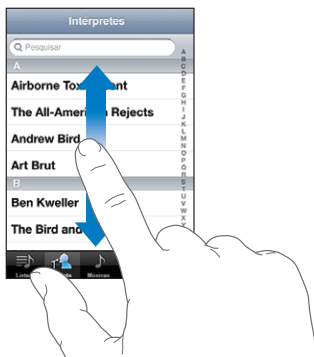 Intérpretes
Pesquisar
A
Airborne Tox ent
The All-American Rejects
Andrew Bird
Art Brut
B
Ben Kweller
The Bird and
Músicas
A
B
C
D
E
F
G
H
I
J
K
L
M
N
O
P
Q
R
S
T
U
V
W
X